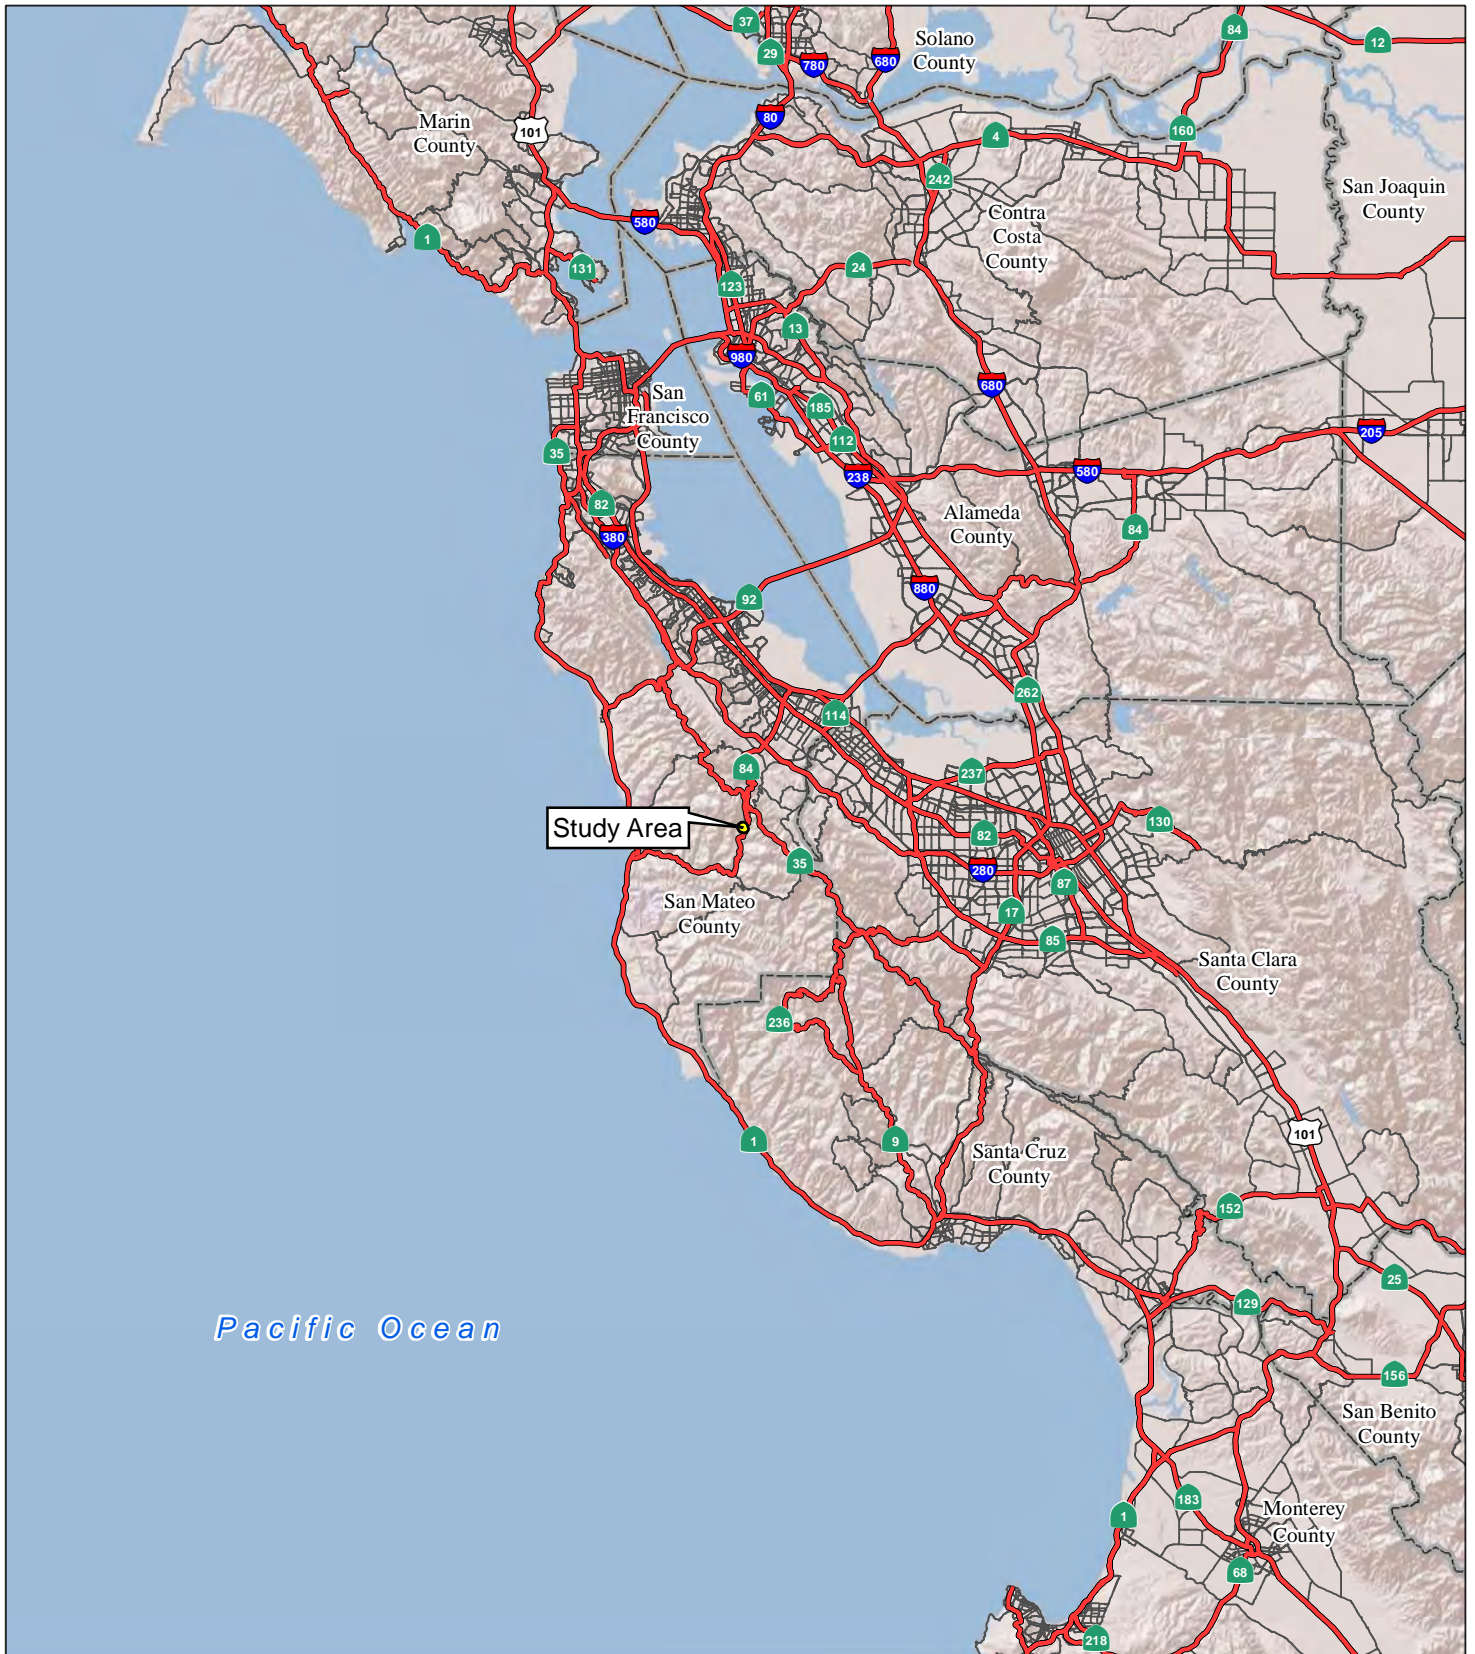 37
84
12
29
Solano
County
780
680
80
Marin
County
101
4
160
242
San Joaquin
County
580
Contra
Costa
County
1
131
24
123
13
980
680
San
Francisco
County
61
185
205
112
35
238
580
82
Alameda
County
84
380
880
92
262
114
84
237
Study Area
82
130
35
280
87
San Mateo
County
17
85
Santa Clara
County
236
1
9
101
Santa Cruz
County
152
25
129
Pacific Ocean
156
San Benito
County
183
1
Monterey
County
68
218